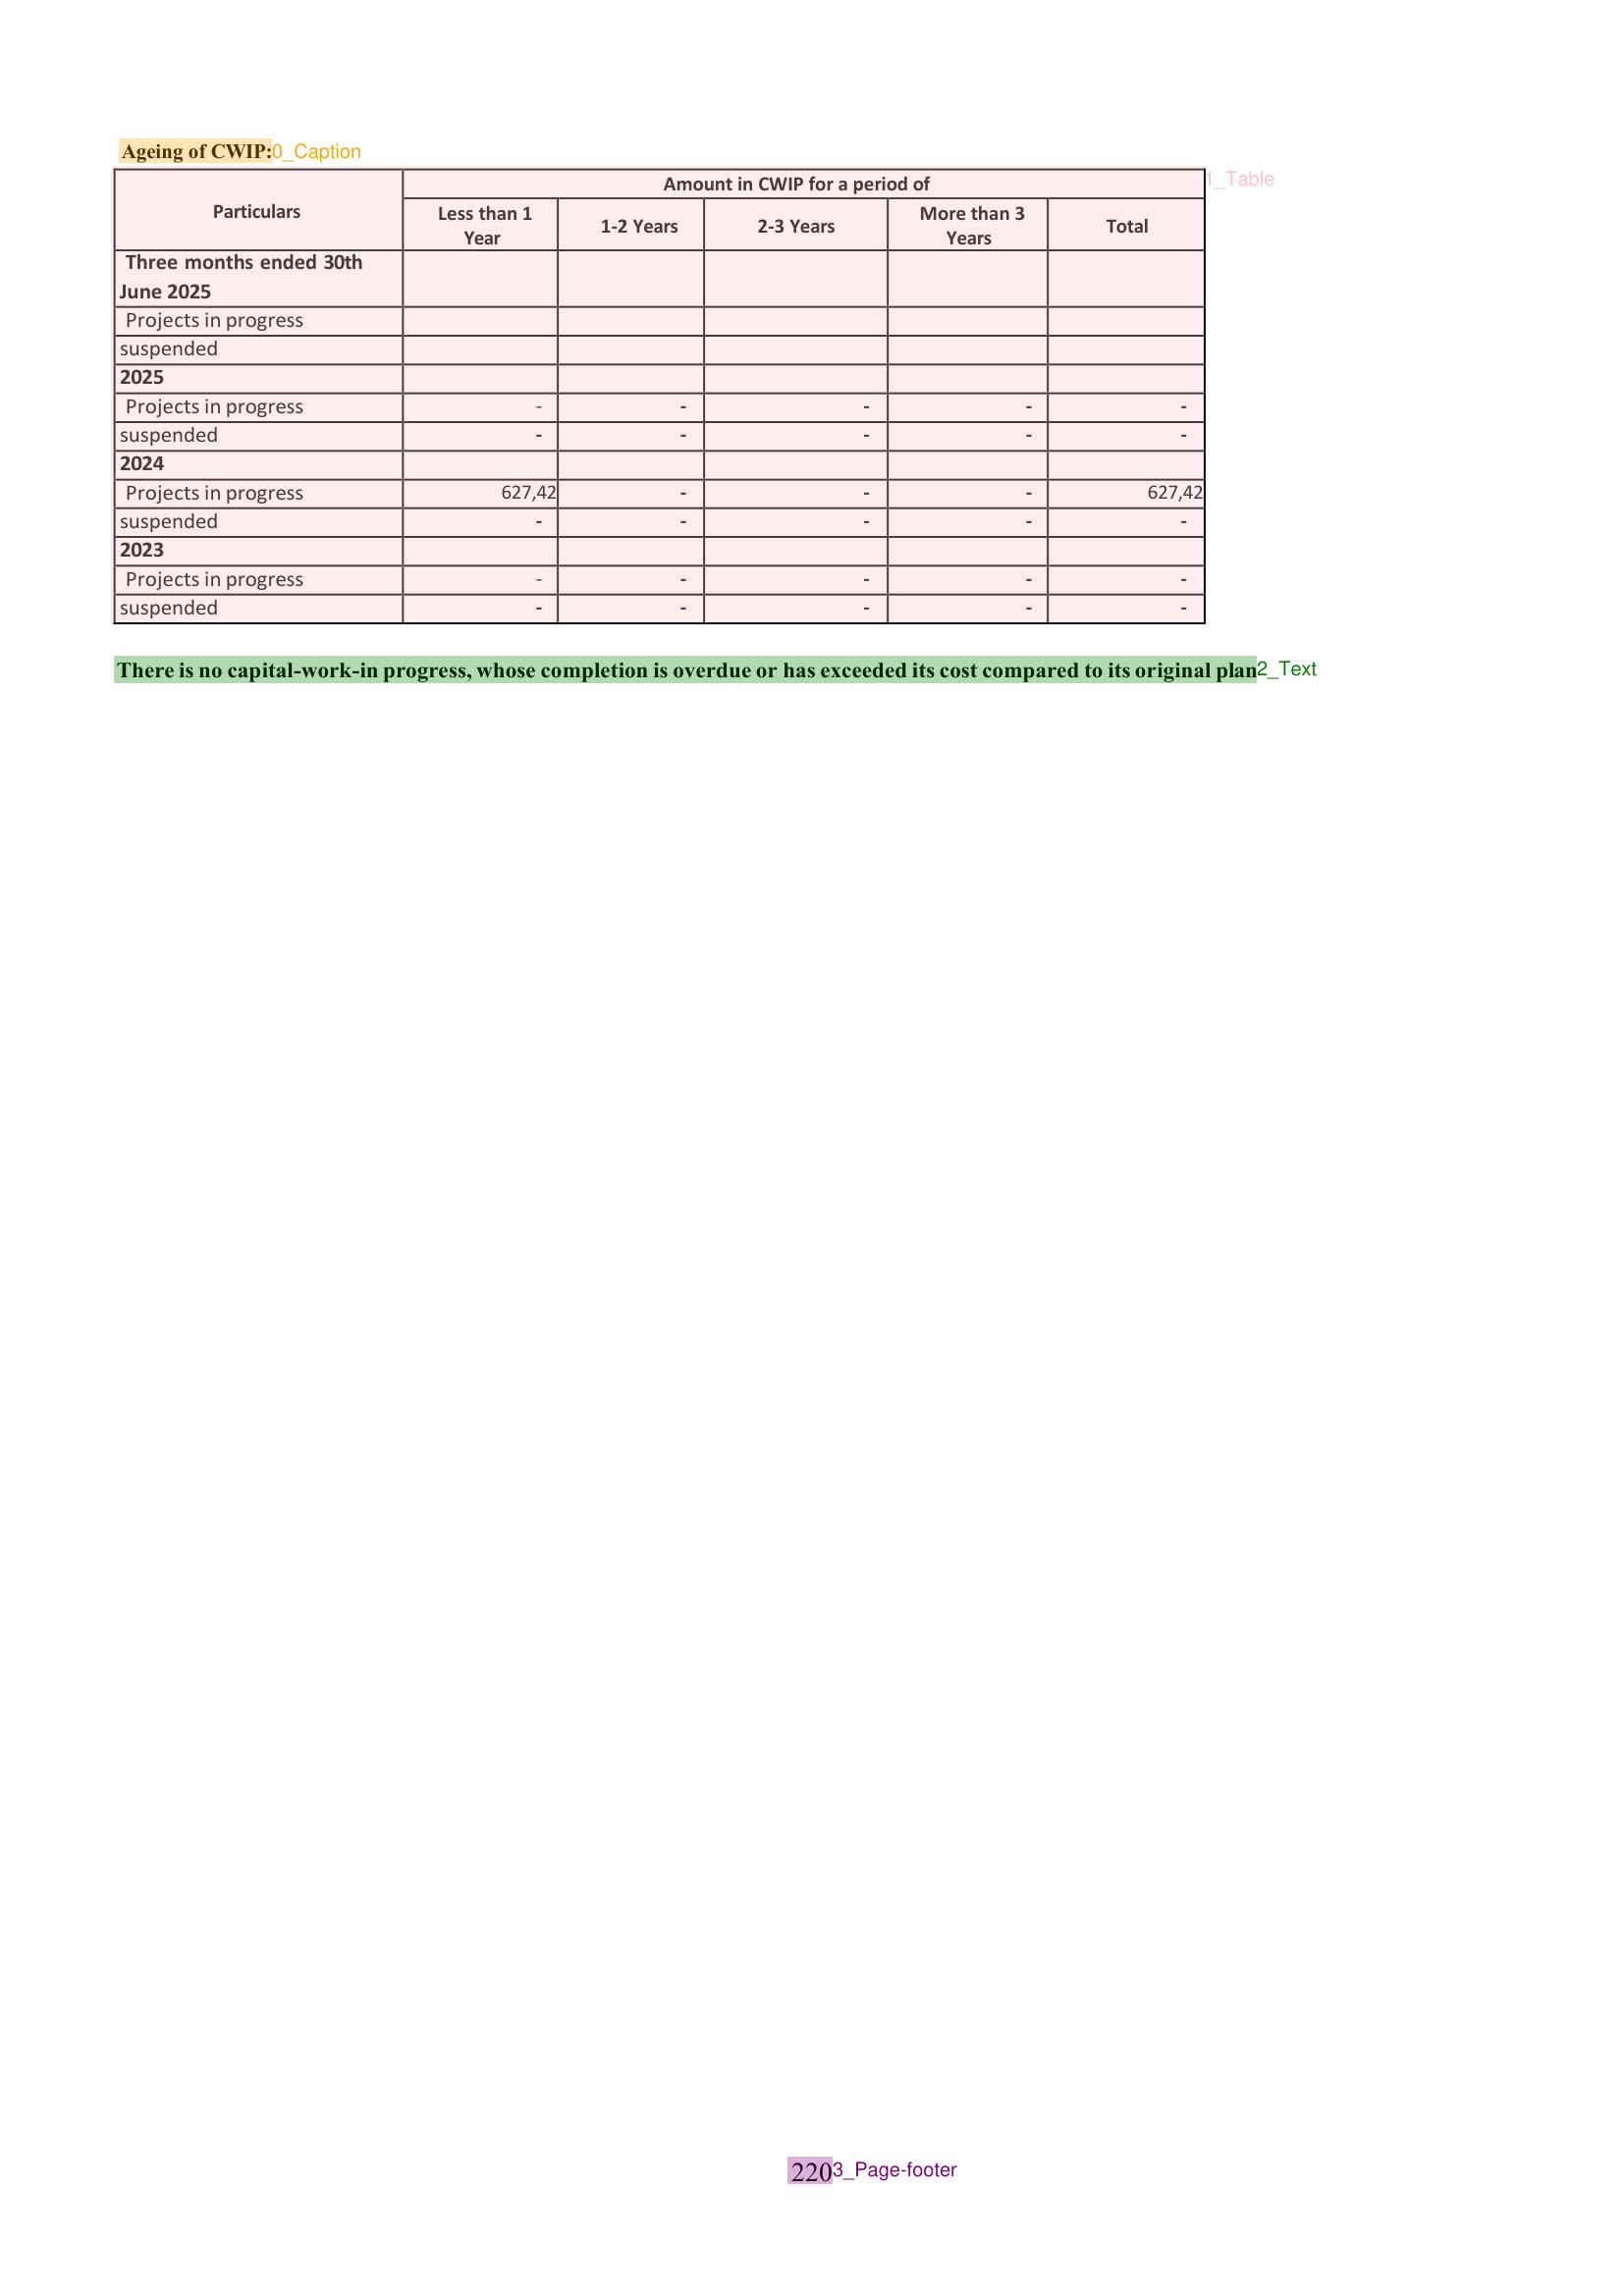 Ageing of CWIP:0_Caption
1_Table
Amount in CWIP for a period of
Particulars
Less than 1 Year 1-2 Years 2-3 Years More than 3 Years Total
Three months ended 30th
June 2025
Projects in progress
suspended
2025
Projects in progress - - - - -
suspended - - - - -
2024
Projects in progress 627,42 - - - 627,42
suspended - - - - -
2023
Projects in progress - - - - -
suspended - - - - -
There is no capital-work-in progress, whose completion is overdue or has exceeded its cost compared to its original plan2_Text
2203_Page-footer